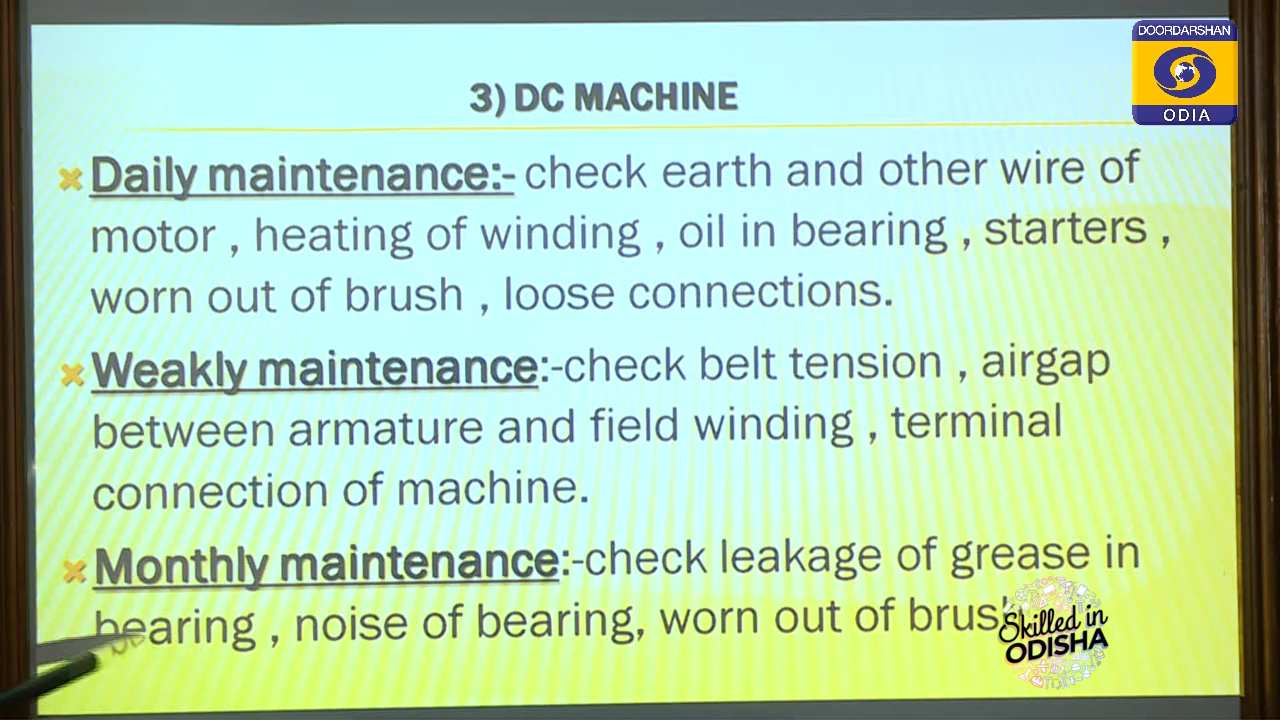 DOORDARSHAN
ODIA
3) DC MACHINE
Daily maintenance:- check earth and other wire of
motor , heating of winding , oil in bearing , starters ,
worn out of brush , loose connections.
Weakly maintenance:-check belt tension , airgap
between armature and field winding , terminal
connection of machine.
Monthly maintenance:-check leakage of grease in
bearing , noise of bearing, worn out of
Skilled in
ODISHA